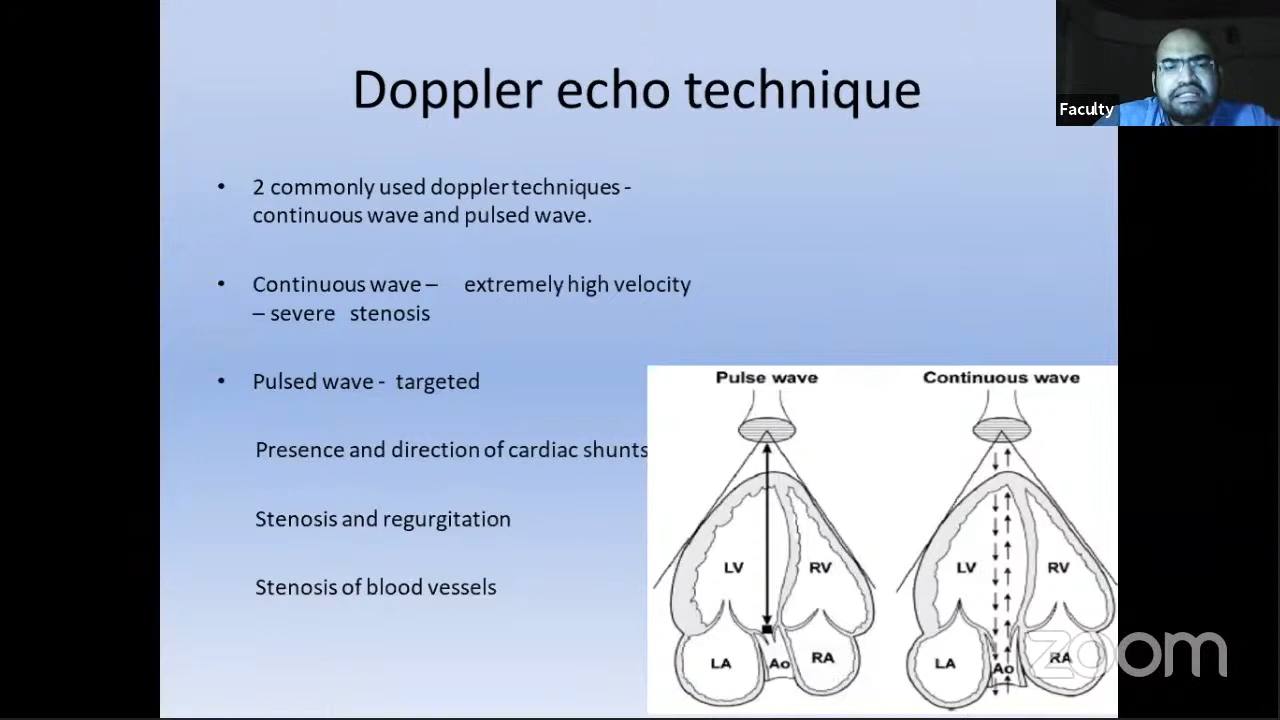 Doppler echo technique
Faculty
• 2 commonly used doppler techniques -
continuous wave and pulsed wave.
• Continuous wave – extremely high velocity
– severe stenosis
• Pulsed wave - targeted
Presence and direction of cardiac shunts
Stenosis and regurgitation
Stenosis of blood vessels
Pulse wave
LV
RV
LA
Ao
RA
Continuous wave
LV
RV
LA
Ao
RA
zoom